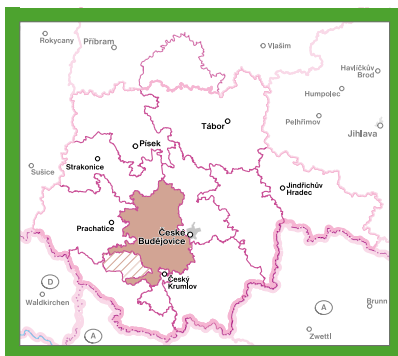 Rokycany
Příbram
Vlašim
Havlíčkův
Brod
Humpolec
Pelhřimov
Jihlava
Tábor
Písek
Strakonice
Sušice
Jindřichův
Hradec
Prachatice
České
Budějovice
Český
Krumlov
D
Waldkirchen
A
Brunn
A
Zwettl